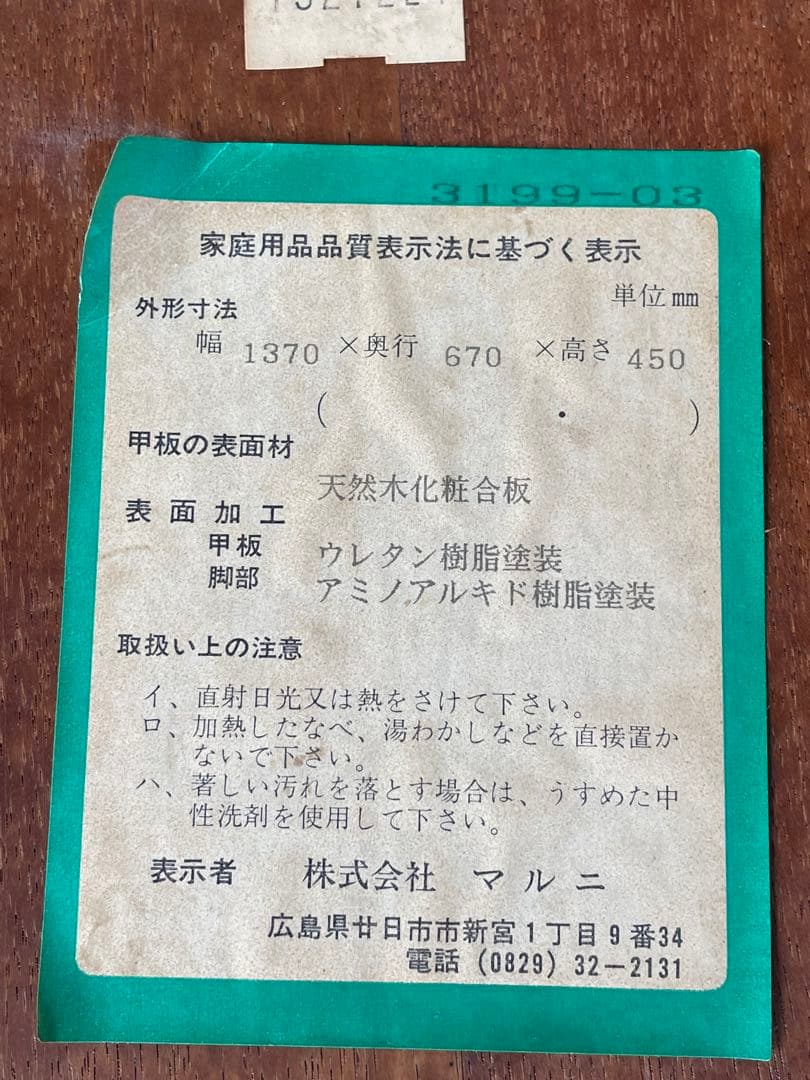 3199-03
家庭用品品質表示法に基づく表示
単位mm
外形寸法
幅 1370 ×奥行 670 ×高さ 450
( ・ )
甲板の表面材
天然木化粧合板
表面加工
甲板 ウレタン樹脂塗装
脚部 アミノアルキド樹脂塗装
取扱い上の注意
イ、直射日光又は熱をさけて下さい。
ロ、加熱したなべ、湯わかしなどを直接置か
ないで下さい。
ハ、著しい汚れを落とす場合は、うすめた中
性洗剤を使用して下さい。
表示者 株式会社 マルニ
広島県廿日市市新宮1丁目9番34
電話 (0829) 32-2131